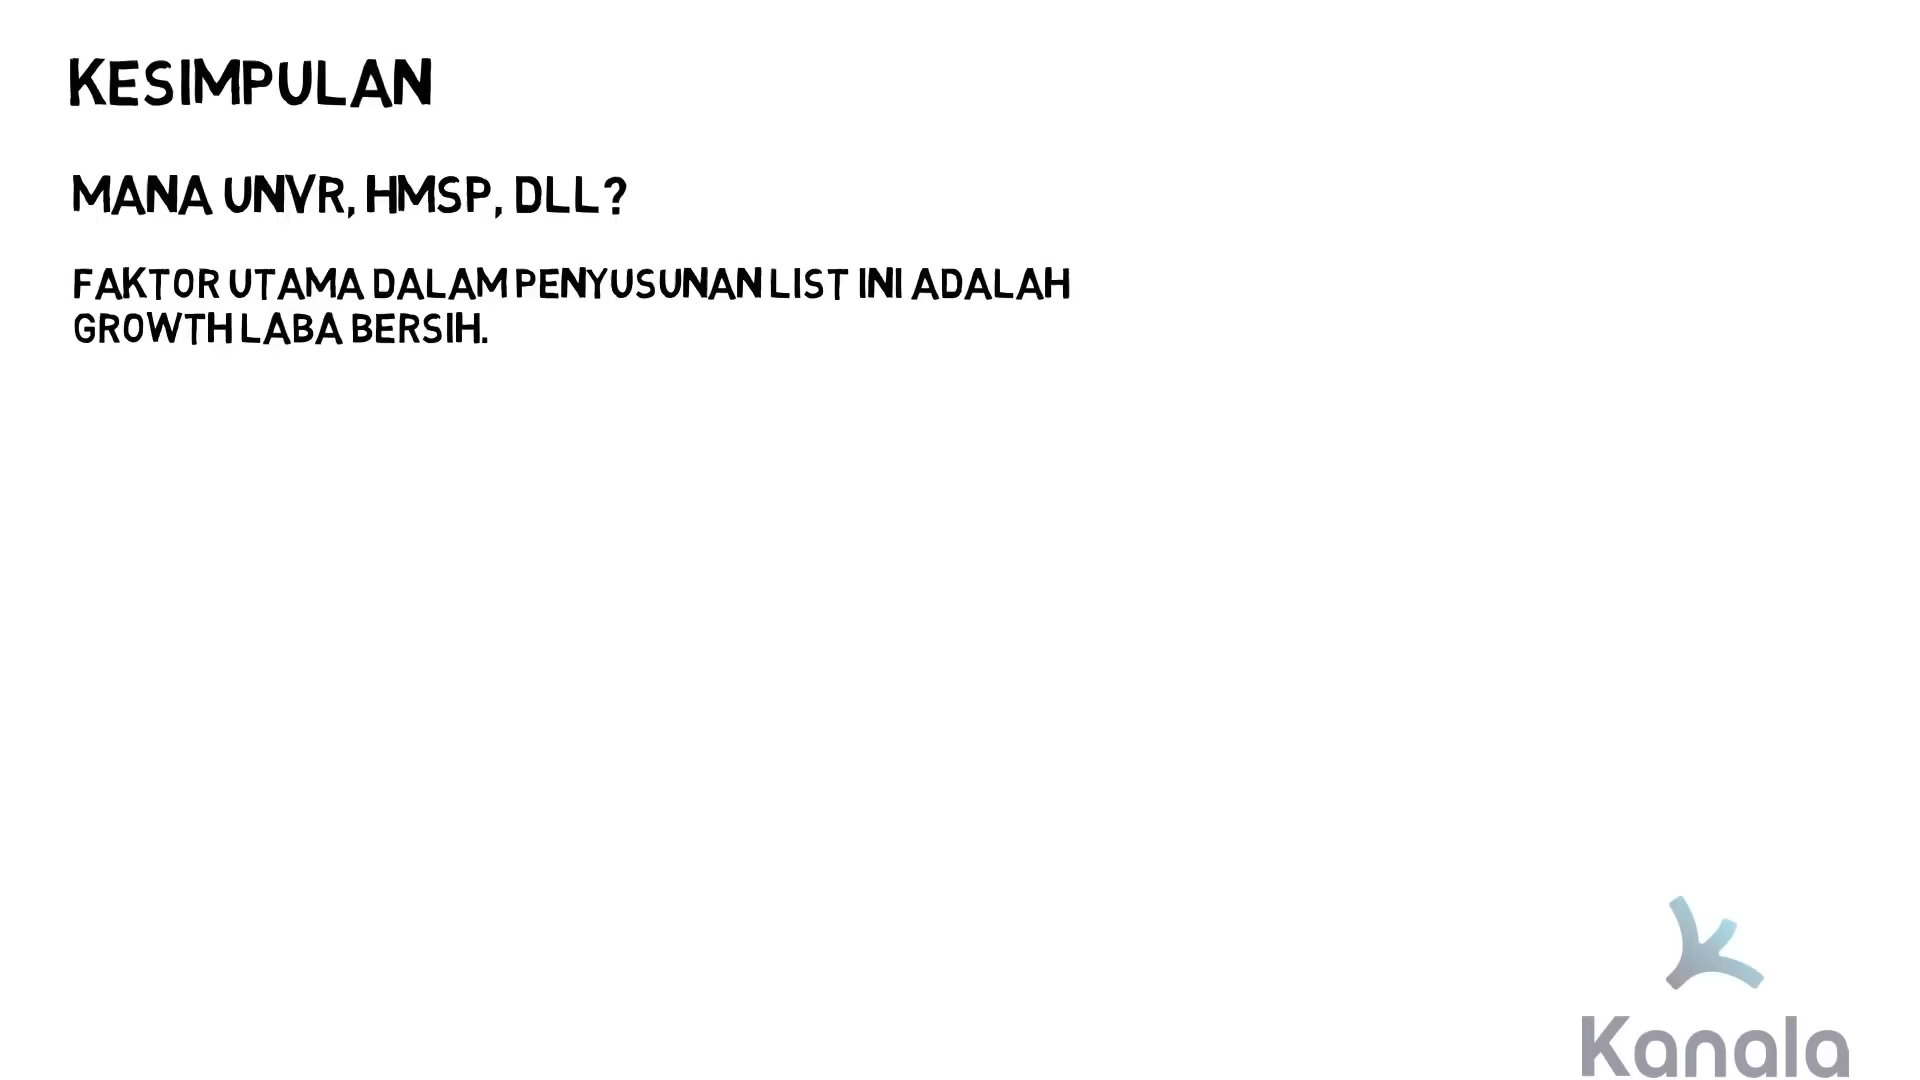 KESIMPULAN
MANA UNVR, HMSP, DLL?
FAKTOR UTAMA DALAM PENYUSUNAN LIST INI ADALAH
GROWTH LABA BERSIH.
Kanala